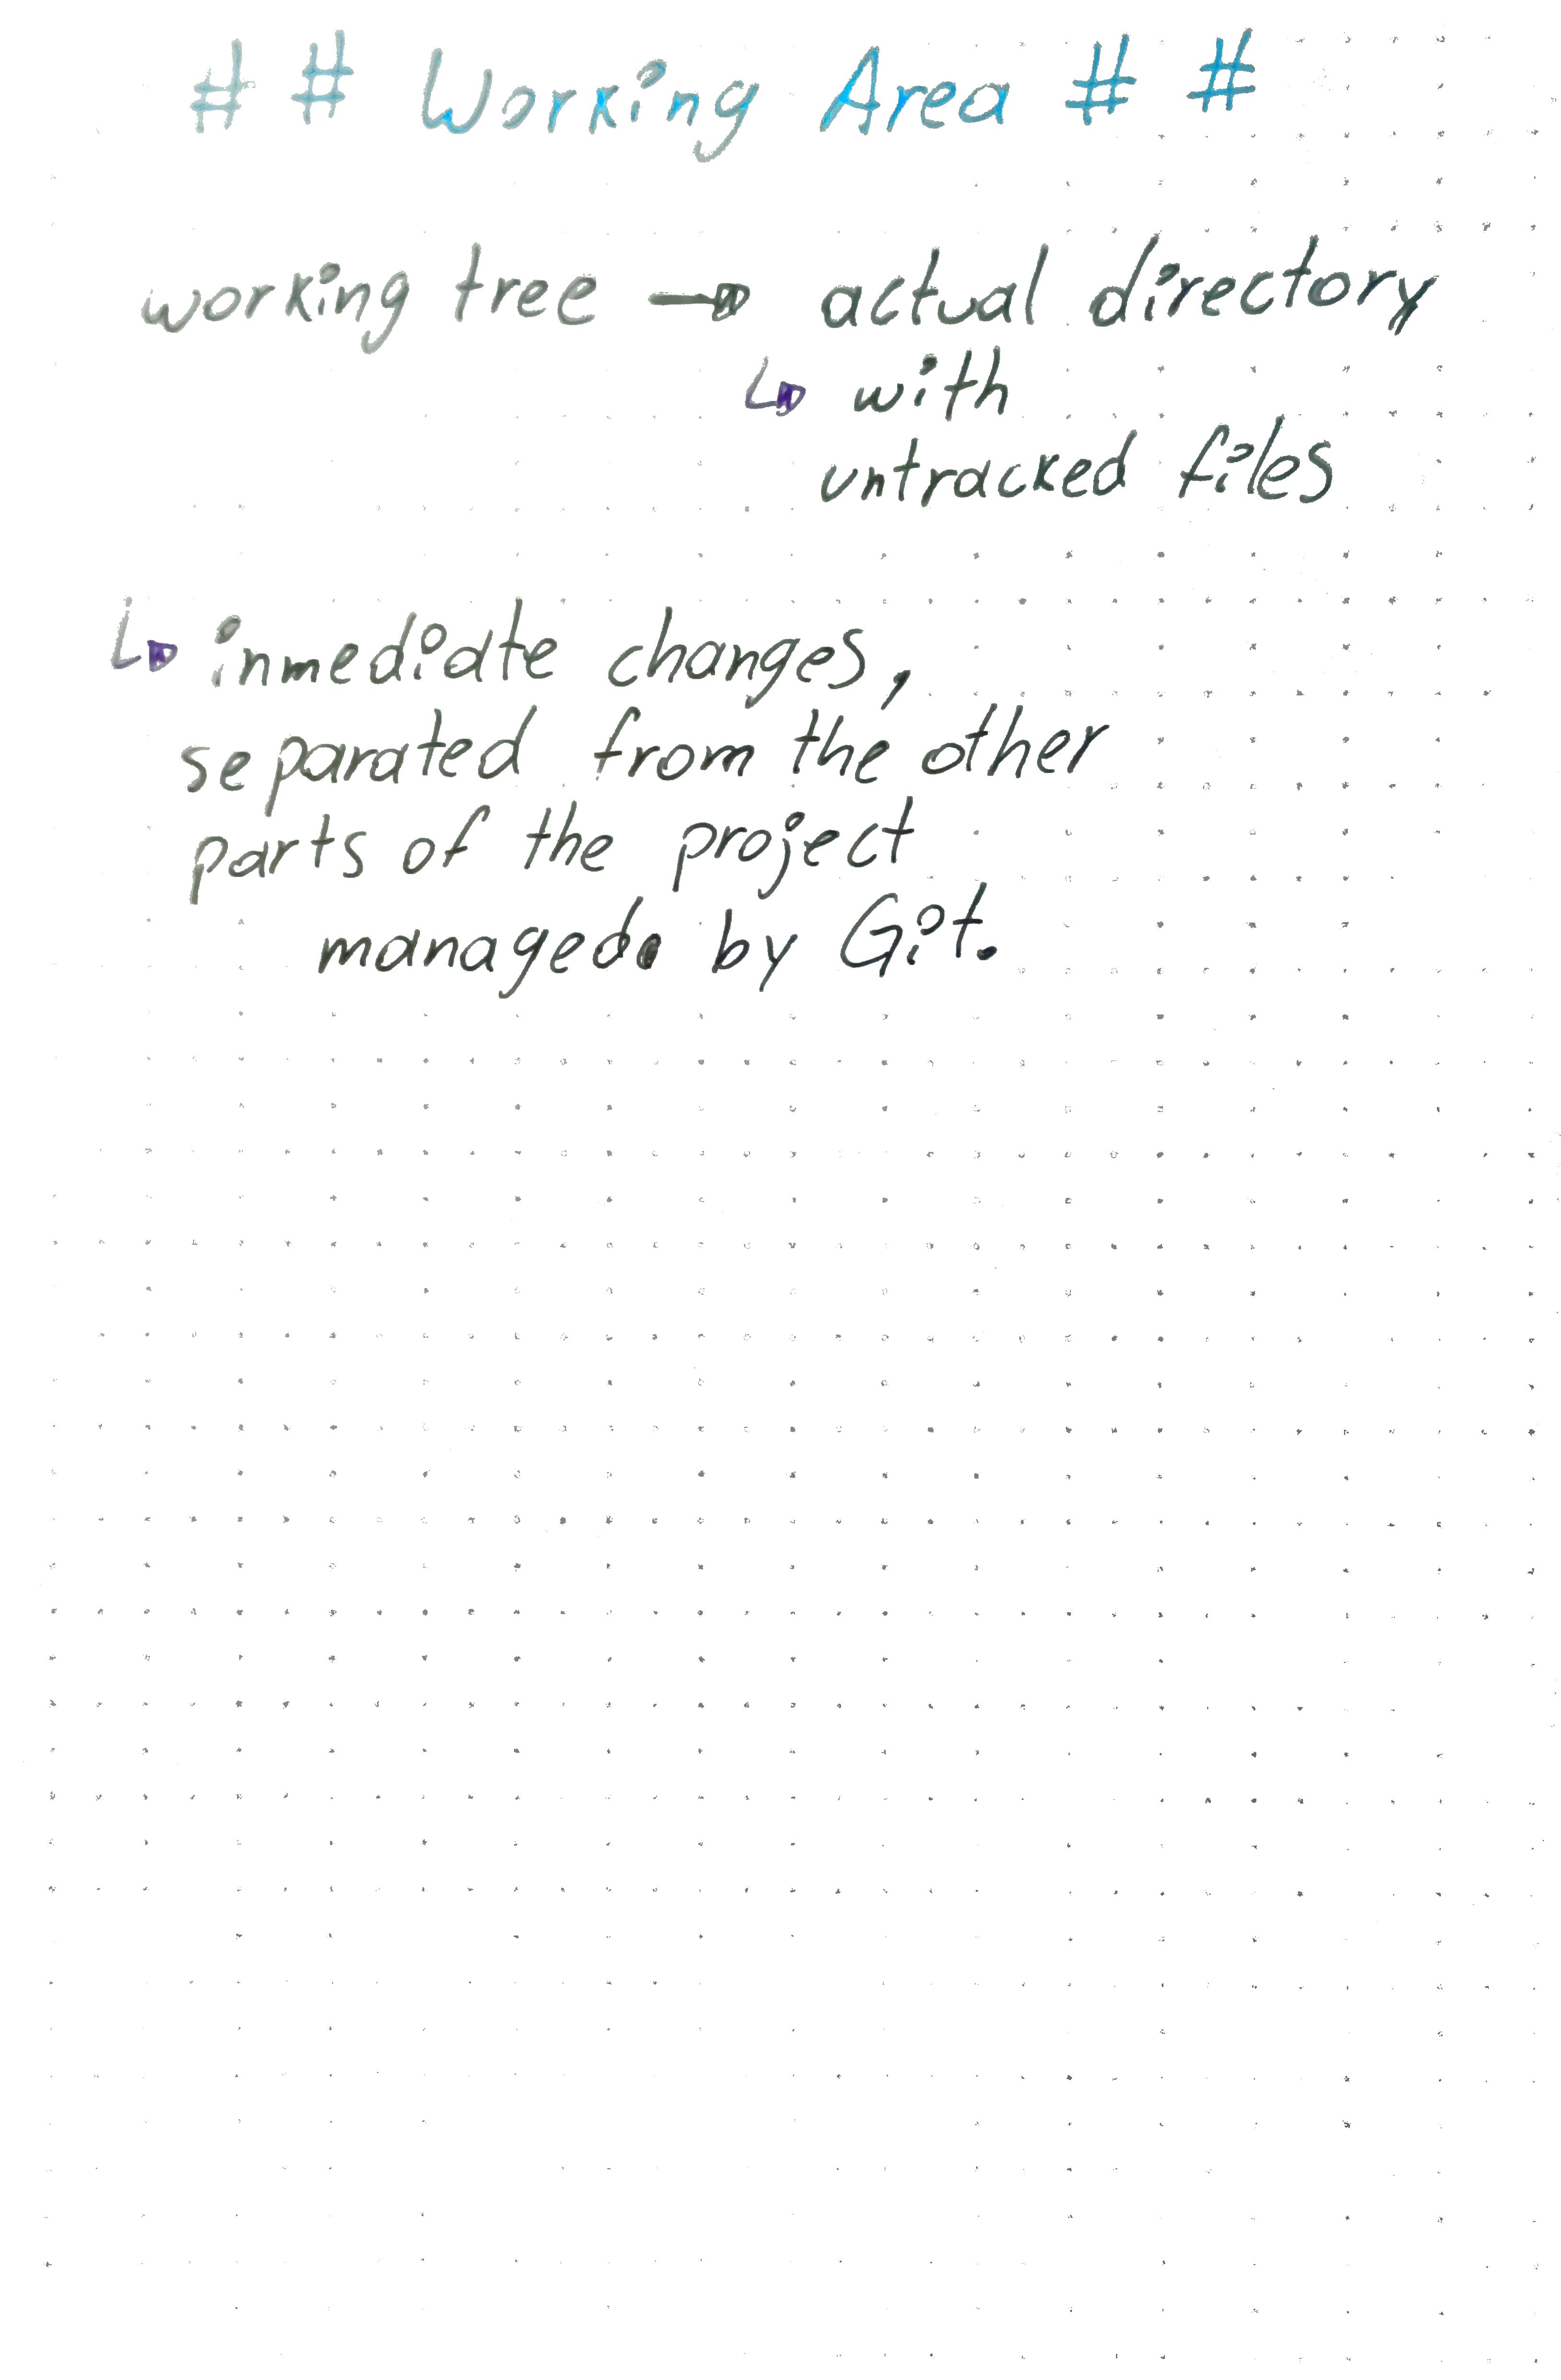 # # Working Area # #
working tree → actual directory
↳ with
untracked files
↳ inmediate changes,
separated from the other
parts of the project
managed by Git.